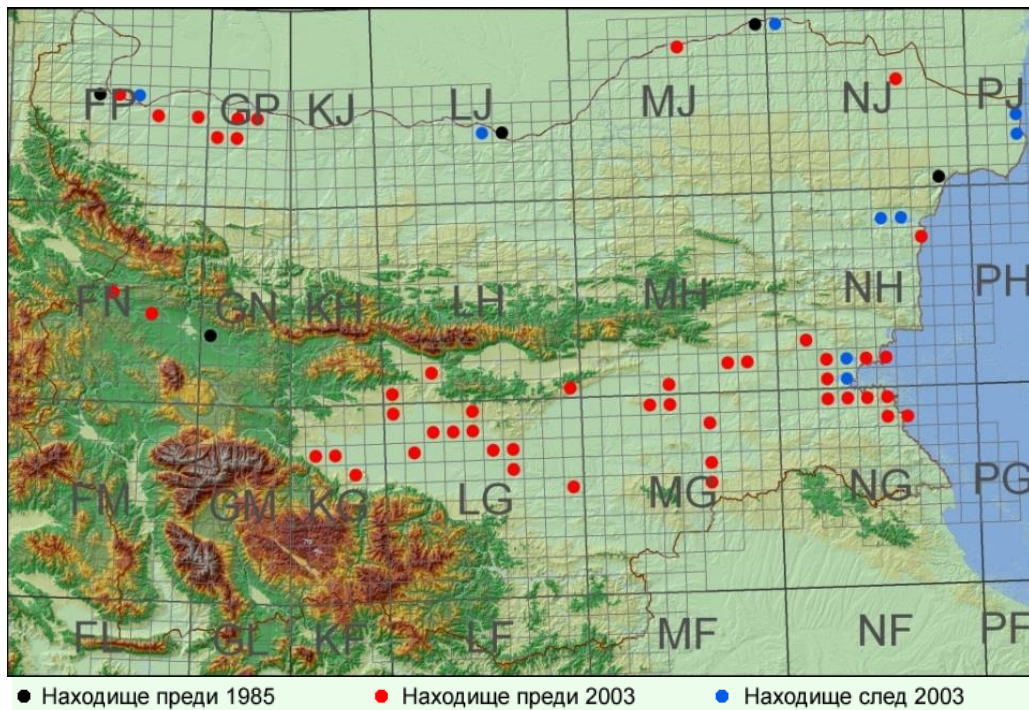 FP GP KJ LJ MJ NJ PJ
FN GN KH LH MH NH PH
FM GM KG LG MG NG PG
FL GL KF LF MF NF PF
Находище преди 1985 Находище преди 2003 Находище след 2003